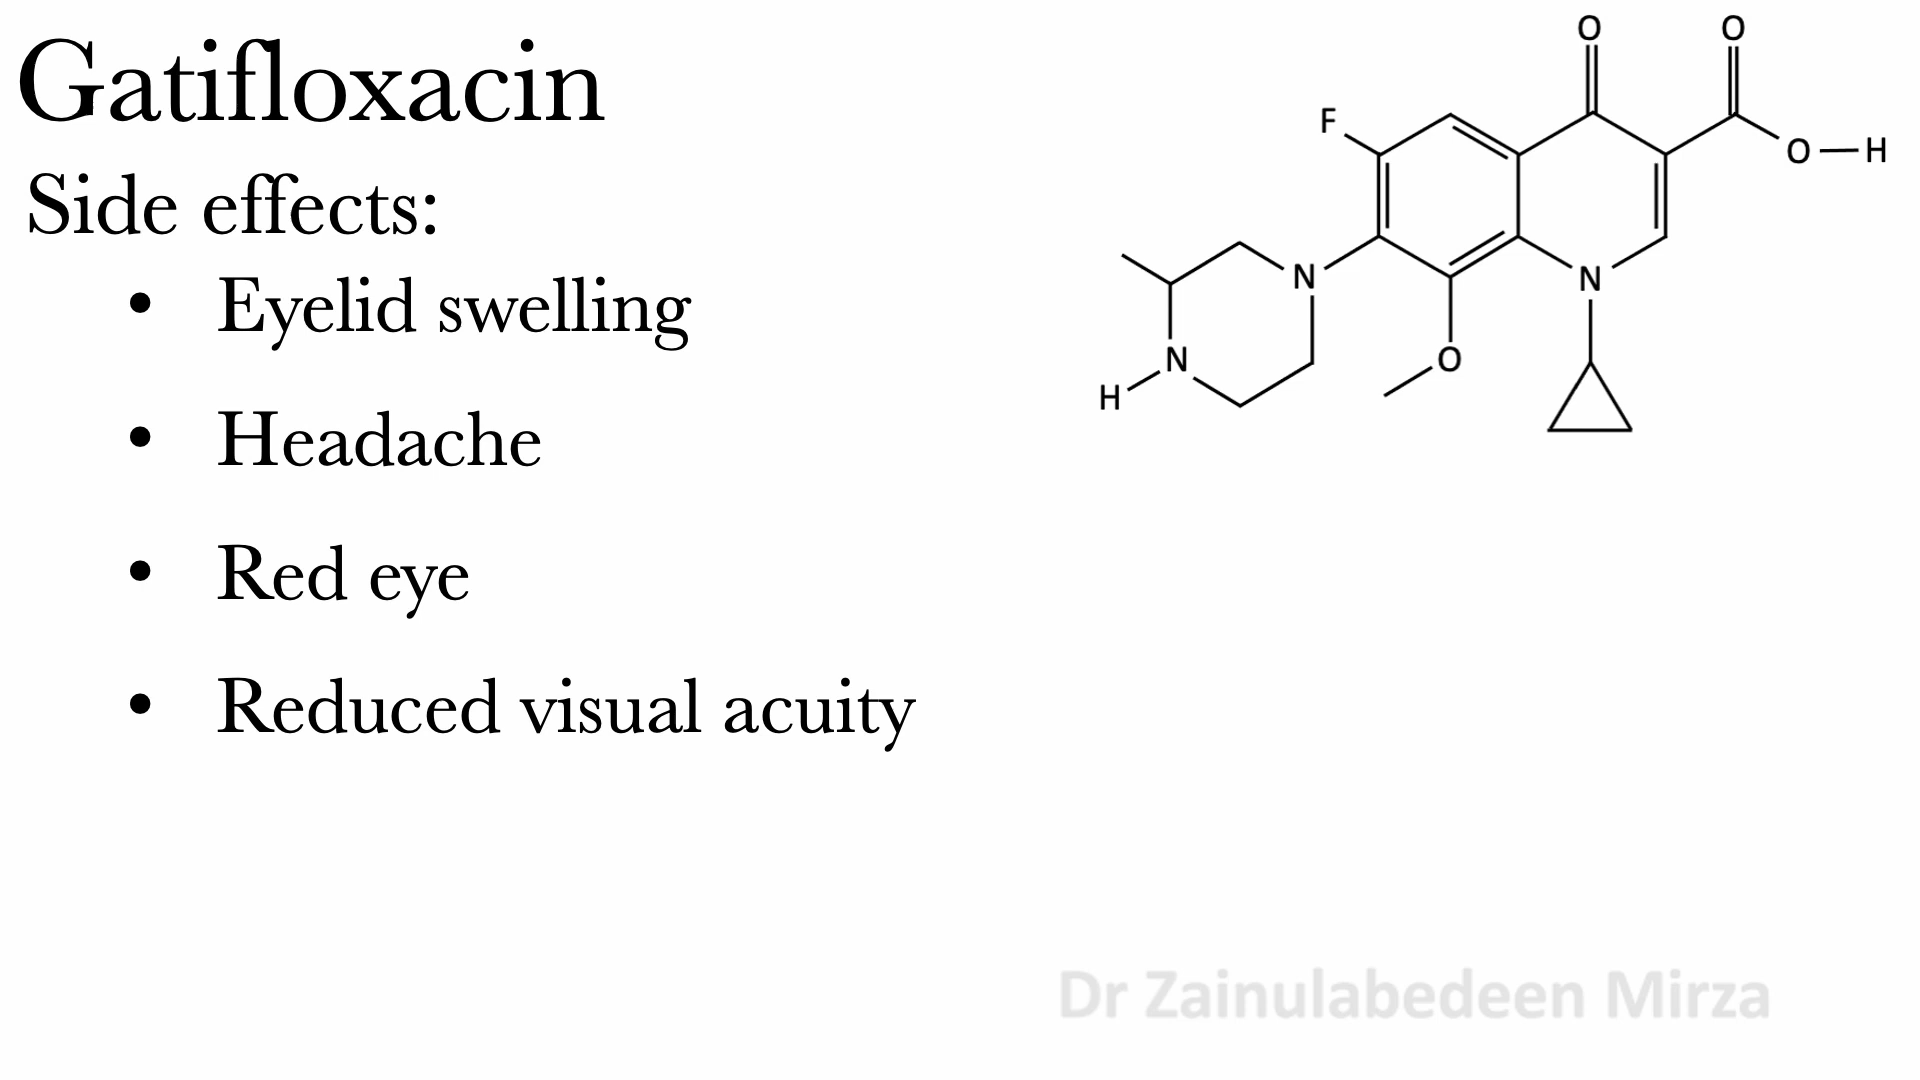 Gatifloxacin
Side effects:
• Eyelid swelling
• Headache
• Red eye
• Reduced visual acuity
O O
F
O H
N N
N O
H
Dr Zainulabedeen Mirza